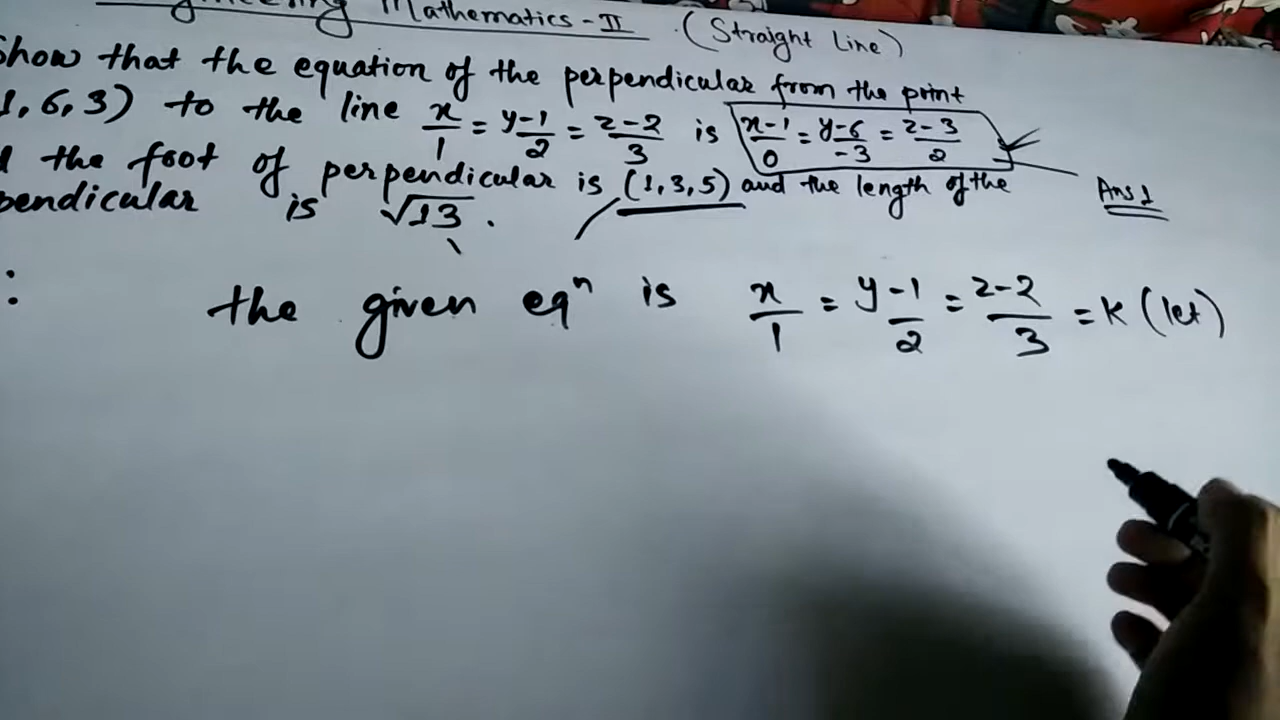 Mathematics-II (Straight Line)
Show that the equation of the perpendicular from the print
1, 6, 3) to the line x/1 = y-1/2 = z-2/3 is x-1/0 = y-6/-3 = z-3/2
the foot of perpendicular is (1,3,5) and the length of the
pendicular is √13. Ans1
: the given eqⁿ is x/1 = y-1/2 = z-2/3 = K (let)